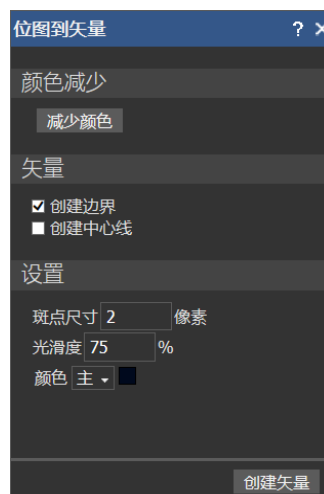 位图到矢量 ? ×
颜色减少
减少颜色
矢量
创建边界
创建中心线
设置
斑点尺寸 2 像素
光滑度 75 %
颜色 主
创建矢量